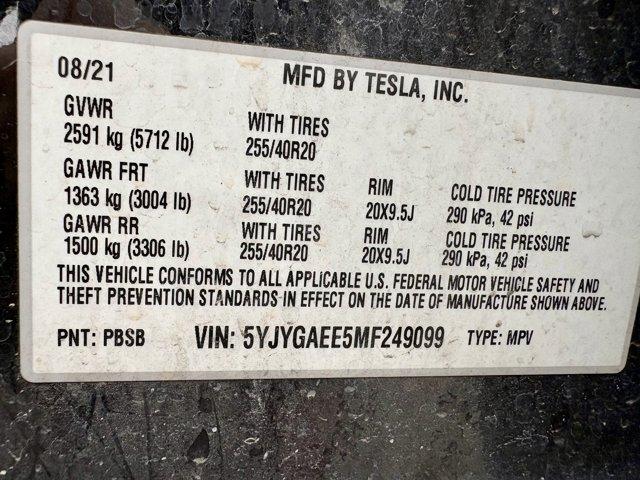 08/21 MFD BY TESLA, INC.
GVWR
2591 kg (5712 lb) WITH TIRES 255/40R20
GAWR FRT WITH TIRES RIM COLD TIRE PRESSURE
1363 kg (3004 lb) 255/40R20 20X9.5J 290 kPa, 42 psi
GAWR RR WITH TIRES RIM COLD TIRE PRESSURE
1500 kg (3306 lb) 255/40R20 20X9.5J 290 kPa, 42 psi
THIS VEHICLE CONFORMS TO ALL APPLICABLE U.S. FEDERAL MOTOR VEHICLE SAFETY AND
THEFT PREVENTION STANDARDS IN EFFECT ON THE DATE OF MANUFACTURE SHOWN ABOVE.
PNT: PBSB VIN: 5YJYGAEE5MF249099 TYPE: MPV